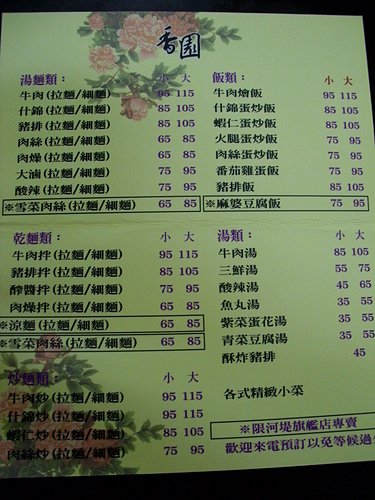 香園
湯麵類： 小 大
牛肉(拉麵/細麵) 95 115
什錦(拉麵/細麵) 85 105
豬排(拉麵/細麵) 85 105
肉絲(拉麵/細麵) 65 85
肉燥(拉麵/細麵) 65 85
大滷(拉麵/細麵) 75 95
酸辣(拉麵/細麵) 75 95
※雪菜肉絲(拉麵/細麵) 65 85
飯類： 小 大
牛肉燴飯 95 115
什錦蛋炒飯 85 105
蝦仁蛋炒飯 85 105
火腿蛋炒飯 75 95
肉絲蛋炒飯 75 95
番茄雞蛋飯 75 95
豬排飯 85 105
※麻婆豆腐飯 75 95
乾麵類： 小 大
牛肉拌(拉麵/細麵) 95 115
豬排拌(拉麵/細麵) 85 105
醡醬拌(拉麵/細麵) 75 95
肉燥拌(拉麵/細麵) 65 85
※涼麵(拉麵/細麵) 65 85
※雪菜肉絲(拉麵/細麵) 65 85
湯類： 小 大
牛肉湯 85 105
三鮮湯 55 75
酸辣湯 45 65
魚丸湯 35 55
紫菜蛋花湯 35 55
青菜豆腐湯 35 55
酥炸豬排 45
炒麵類： 小 大
牛肉炒(拉麵/細麵) 95 115
什錦炒(拉麵/細麵) 95 115
蝦仁炒(拉麵/細麵) 85 105
肉絲炒(拉麵/細麵) 75 95
各式精緻小菜
※限河堤旗艦店專賣
歡迎來電預訂以免等候過